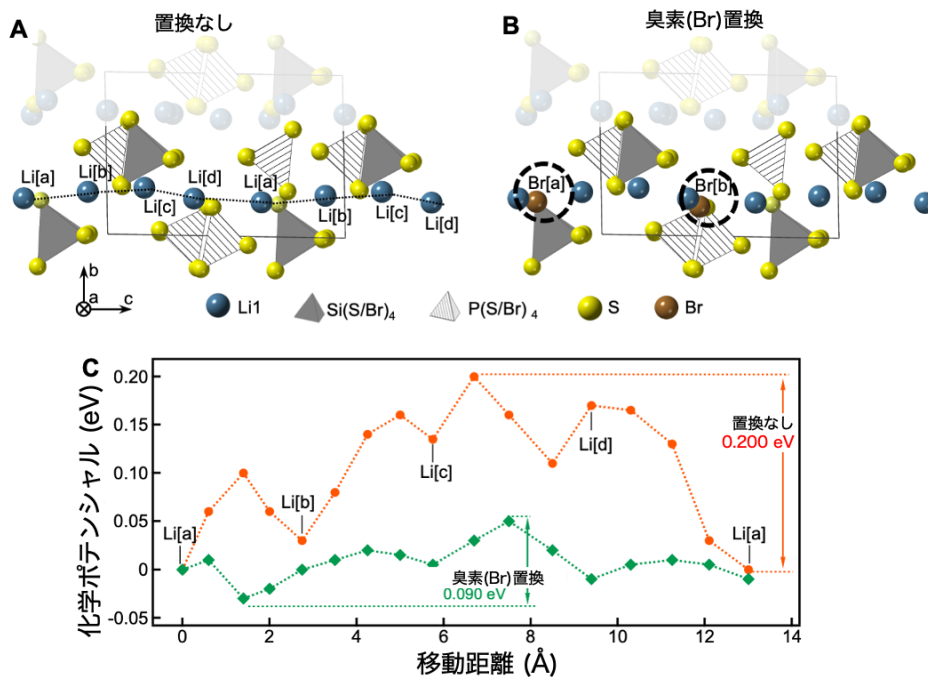 A
置換なし
B
臭素(Br)置換
Li[a]
Li[b]
Li[c]
Li[d]
Li[a]
Li[b]
Li[c]
Li[d]
Br[a]
Br[b]
b
a
c
Li1
Si(S/Br)4
P(S/Br) 4
S
Br
C
化学ポテンシャル (eV)
0.20
0.15
0.10
0.05
0
-0.05
Li[a]
Li[b]
Li[c]
Li[d]
Li[a]
置換なし
0.200 eV
臭素(Br)置換
0.090 eV
0 2 4 6 8 10 12 14
移動距離 (Å)